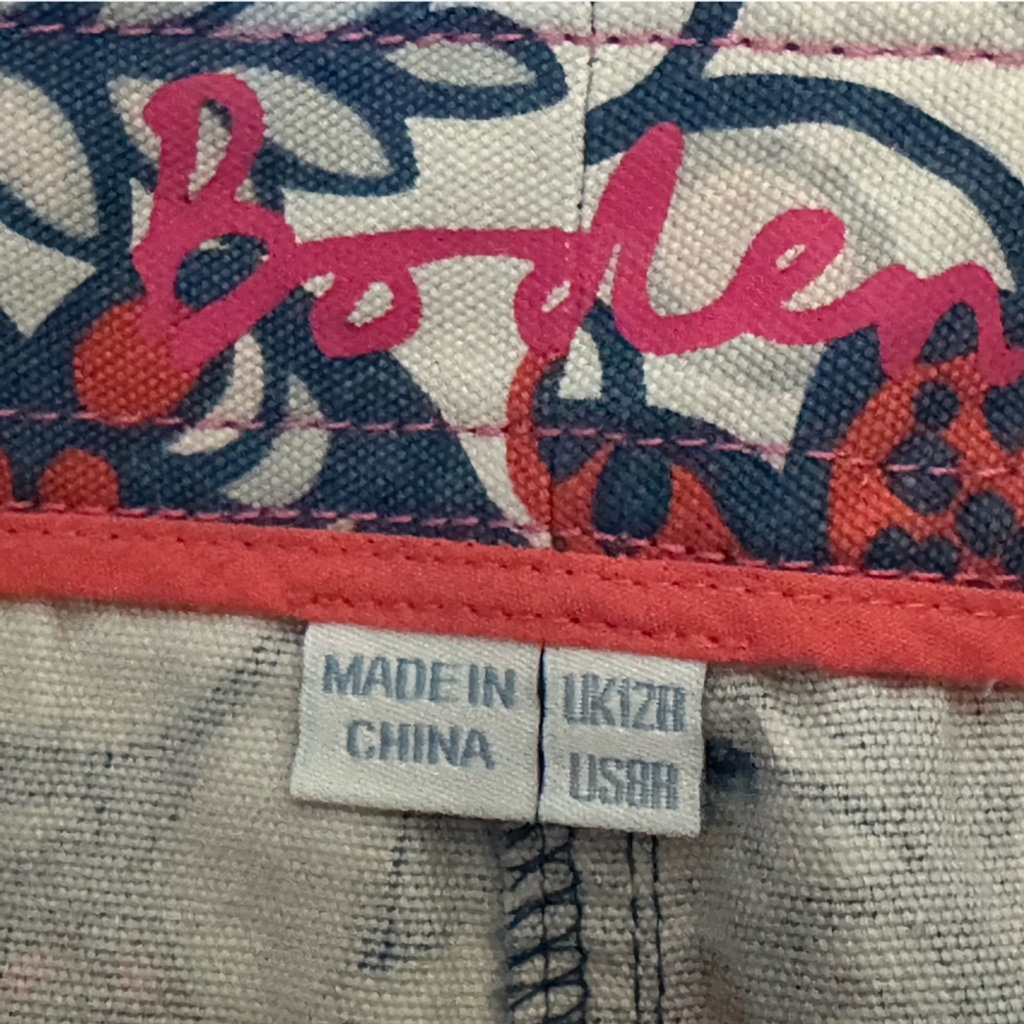 Boden
MADE IN
CHINA
UK12R
US8R